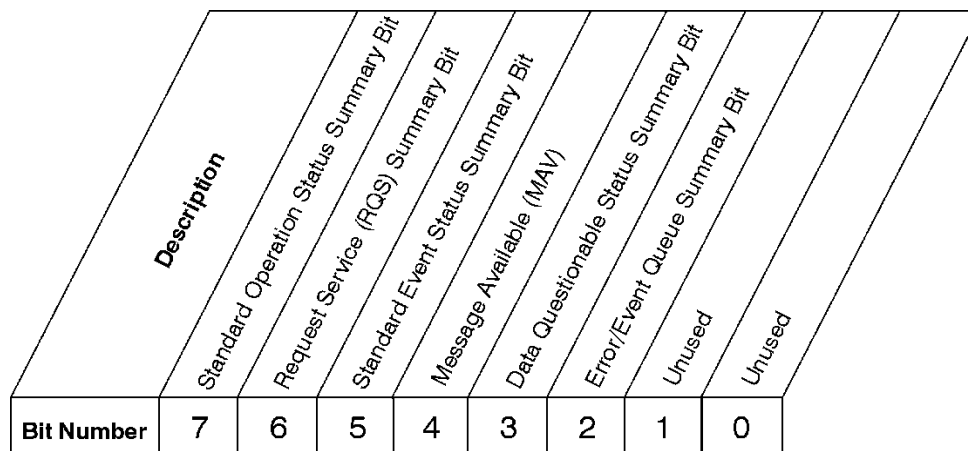 Description
Standard Operation Status Summary Bit
Request Service (RQS) Summary Bit
Standard Event Status Summary Bit
Message Available (MAV)
Data Questionable Status Summary Bit
Error/Event Queue Summary Bit
Unused
Unused
Bit Number 7 6 5 4 3 2 1 0